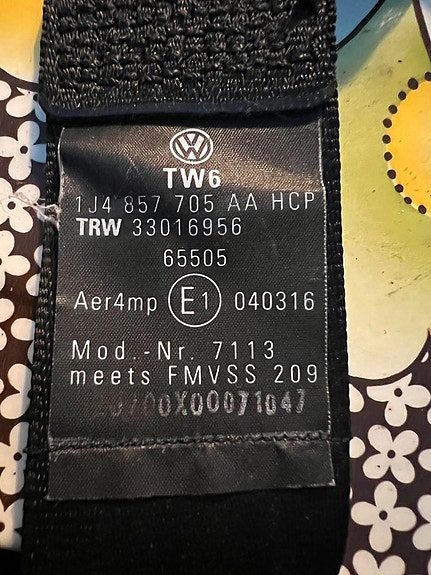 TW6
1J4 857 705 AA HCP
TRW 33016956
65505
Aer4mp E1 040316
Mod.-Nr. 7113
meets FMVSS 209